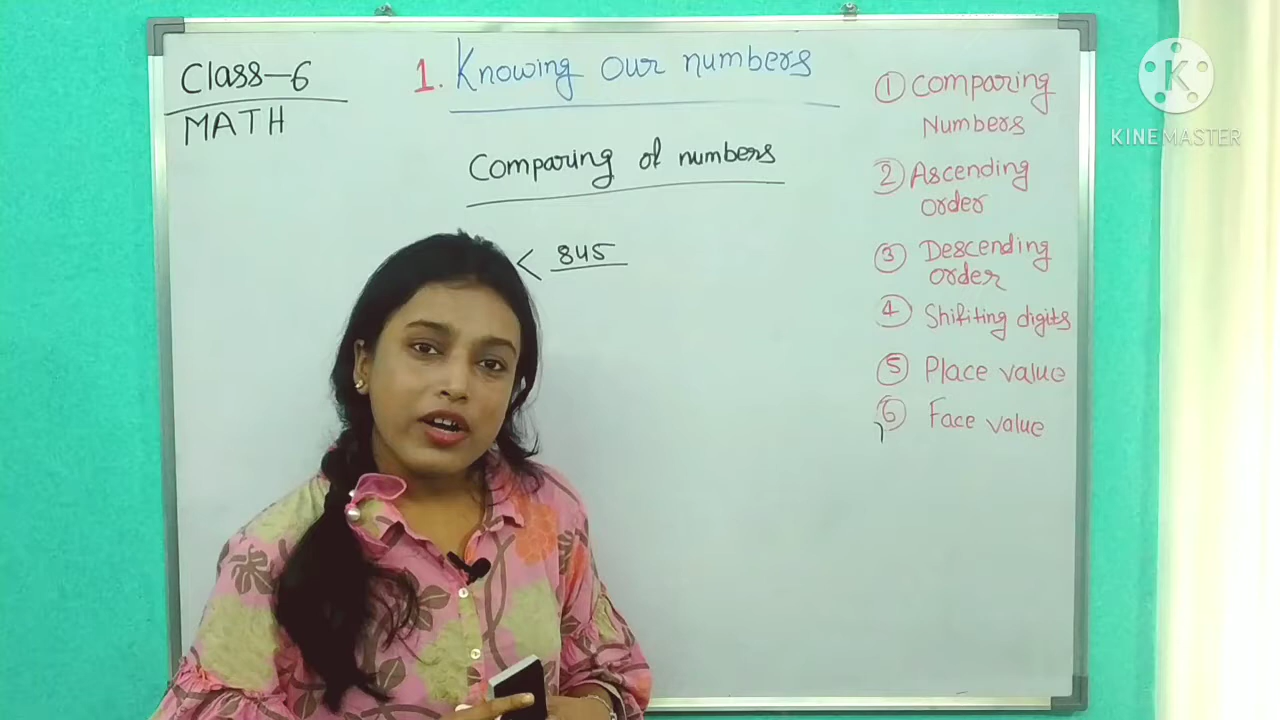 Class-6
MATH
1. Knowing our numbers
Comparing of numbers
< 845
① Comparing
Numbers
② Ascending
order
③ Descending
order
④ Shifiting digits
⑤ Place value
⑥ Face value
K
KINEMASTER